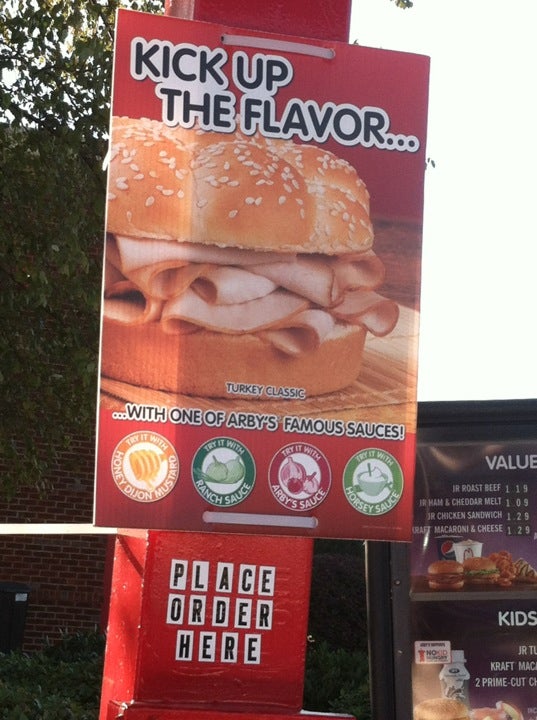 KICK UP
THE FLAVOR...
TURKEY CLASSIC
...WITH ONE OF ARBY'S FAMOUS SAUCES!
TRY IT WITH
HONEY DIJON MUSTARD
TRY IT WITH
RANCH SAUCE
TRY IT WITH
ARBY'S SAUCE
TRY IT WITH
HORSEY SAUCE
PLACE
ORDER
HERE
VALUE
JR ROAST BEEF 1.19
JR HAM & CHEDDAR MELT 1.09
JR CHICKEN SANDWICH 1.29
KRAFT MACARONI & CHEESE 1.29
KIDS
JR TU
KRAFT MACA
2 PRIME-CUT CH